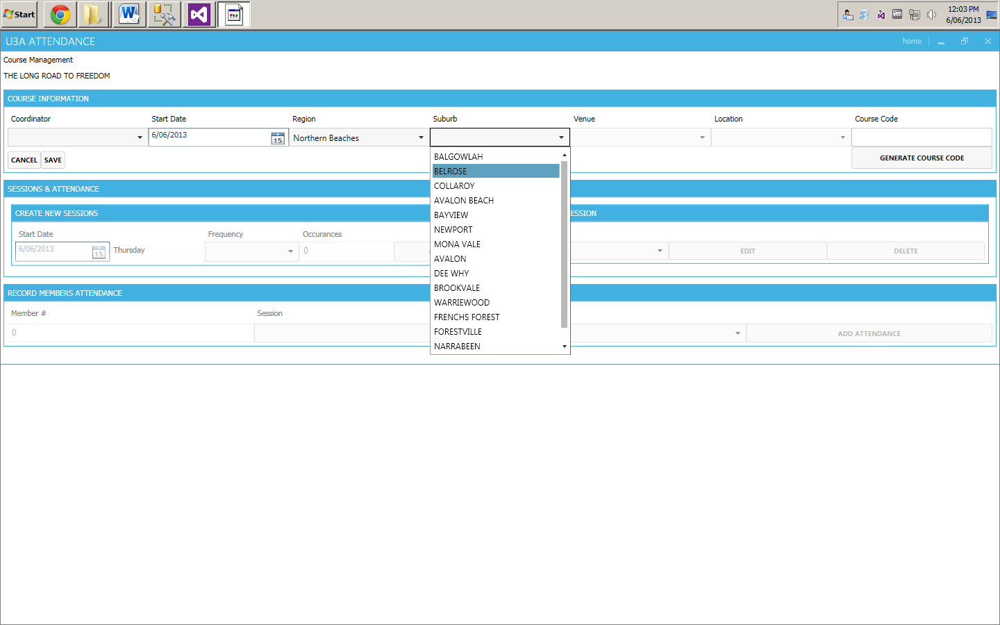 Start
12:03 PM
6/06/2013
U3A ATTENDANCE
home
Course Management
THE LONG ROAD TO FREEDOM
COURSE INFORMATION
Coordinator Start Date Region Suburb Venue Location Course Code
6/06/2013 15 Northern Beaches
CANCEL SAVE GENERATE COURSE CODE
BALGOWLAH
BELROSE
COLLAROY
AVALON BEACH
BAYVIEW
NEWPORT
MONA VALE
AVALON
DEE WHY
BROOKVALE
WARRIEWOOD
FRENCHS FOREST
FORESTVILLE
NARRABEEN
SESSIONS & ATTENDANCE
CREATE NEW SESSIONS
ESSION
Start Date Frequency Occurances
6/06/2013 15 Thursday 0
EDIT DELETE
RECORD MEMBERS ATTENDANCE
Member # Session
0
ADD ATTENDANCE